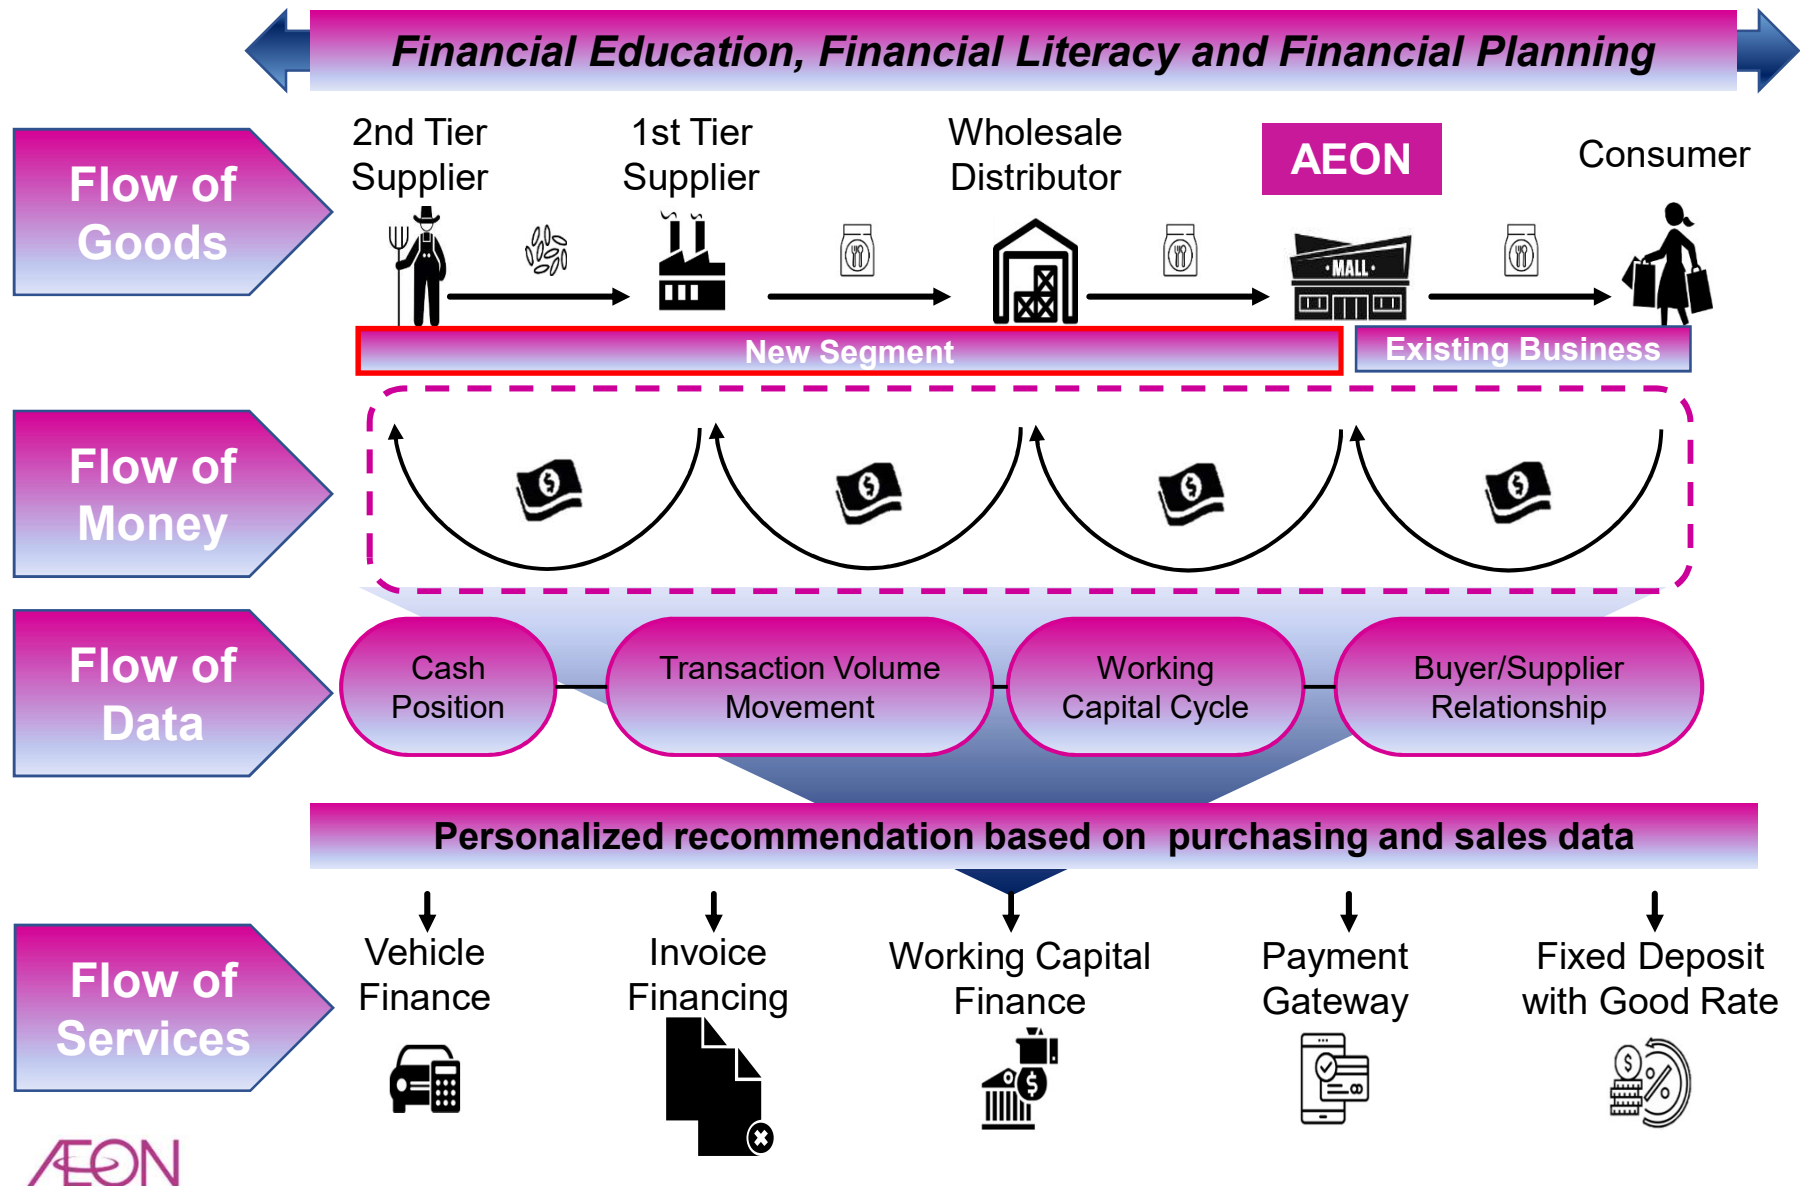 Financial Education, Financial Literacy and Financial Planning
Flow of
Goods
2nd Tier
Supplier
1st Tier
Supplier
Wholesale
Distributor
AEON
Consumer
MALL
New Segment
Existing Business
Flow of
Money
Flow of
Data
Cash
Position
Transaction Volume
Movement
Working
Capital Cycle
Buyer/Supplier
Relationship
Personalized recommendation based on purchasing and sales data
Flow of
Services
Vehicle
Finance
Invoice
Financing
Working Capital
Finance
Payment
Gateway
Fixed Deposit
with Good Rate
ÆON